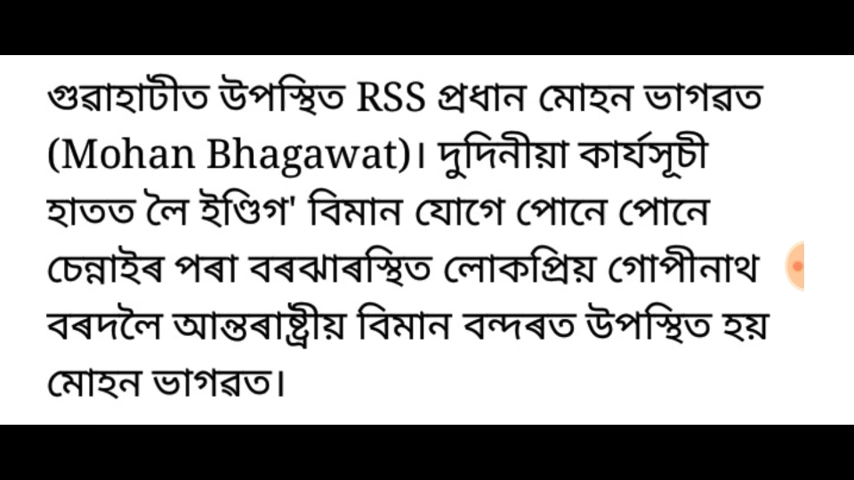 গুৱাহাটীত উপস্থিত RSS প্ৰধান মোহন ভাগৱত
(Mohan Bhagawat)। দুদিনীয়া কাৰ্যসূচী
হাতত লৈ ইণ্ডিগ' বিমান যোগে পোনে পোনে
চেন্নাইৰ পৰা বৰঝাৰস্থিত লোকপ্ৰিয় গোপীনাথ
বৰদলৈ আন্তৰাষ্ট্ৰীয় বিমান বন্দৰত উপস্থিত হয়
মোহন ভাগৱত।